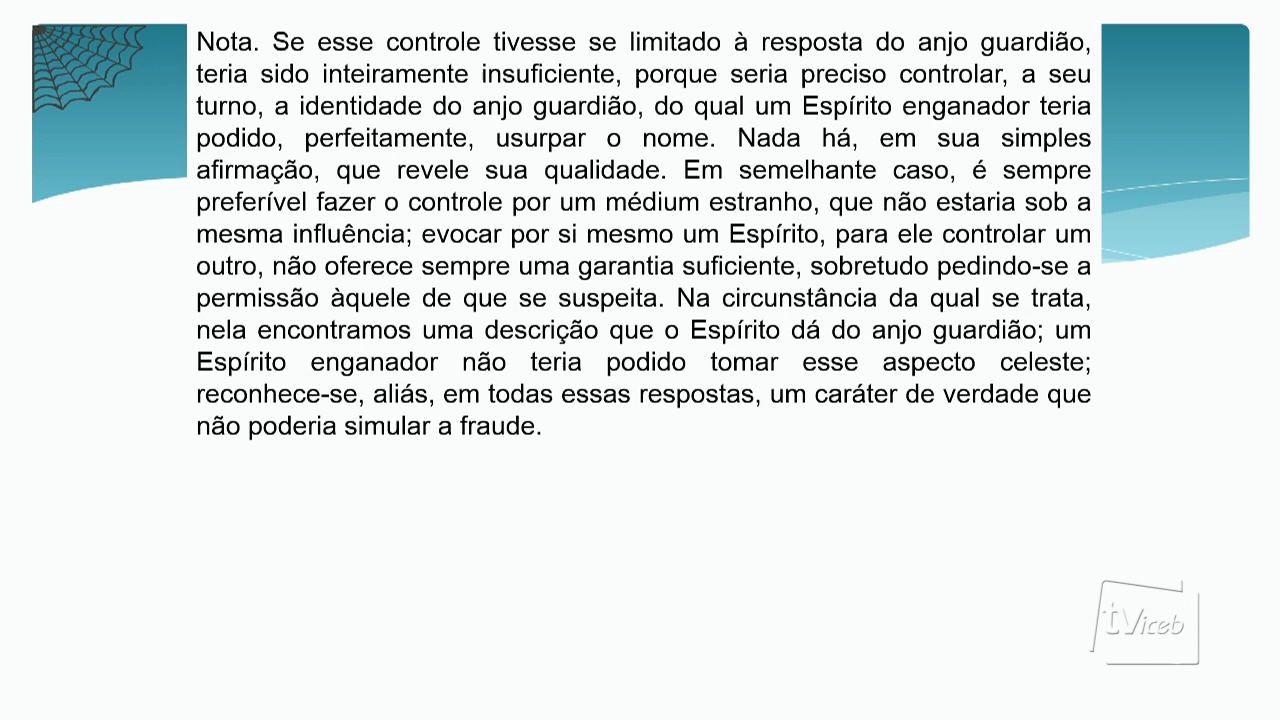 Nota. Se esse controle tivesse se limitado à resposta do anjo guardião,
teria sido inteiramente insuficiente, porque seria preciso controlar, a seu
turno, a identidade do anjo guardião, do qual um Espírito enganador teria
podido, perfeitamente, usurpar o nome. Nada há, em sua simples
afirmação, que revele sua qualidade. Em semelhante caso, é sempre
preferível fazer o controle por um médium estranho, que não estaria sob a
mesma influência; evocar por si mesmo um Espírito, para ele controlar um
outro, não oferece sempre uma garantia suficiente, sobretudo pedindo-se a
permissão àquele de que se suspeita. Na circunstância da qual se trata,
nela encontramos uma descrição que o Espírito dá do anjo guardião; um
Espírito enganador não teria podido tomar esse aspecto celeste;
reconhece-se, aliás, em todas essas respostas, um caráter de verdade que
não poderia simular a fraude.
tViceb